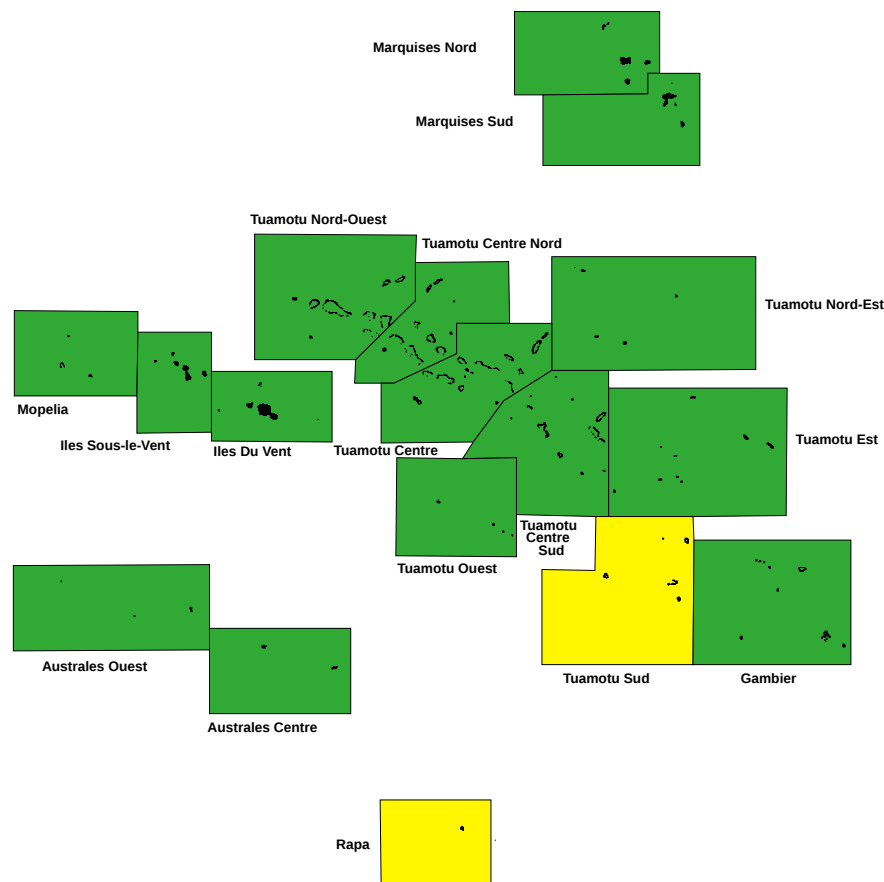 Marquises Nord
Marquises Sud
Tuamotu Nord-Ouest
Tuamotu Centre Nord
Tuamotu Nord-Est
Mopelia
Iles Sous-le-Vent
Iles Du Vent
Tuamotu Centre
Tuamotu Est
Tuamotu
Centre
Sud
Tuamotu Ouest
Australes Ouest
Tuamotu Sud
Gambier
Australes Centre
Rapa